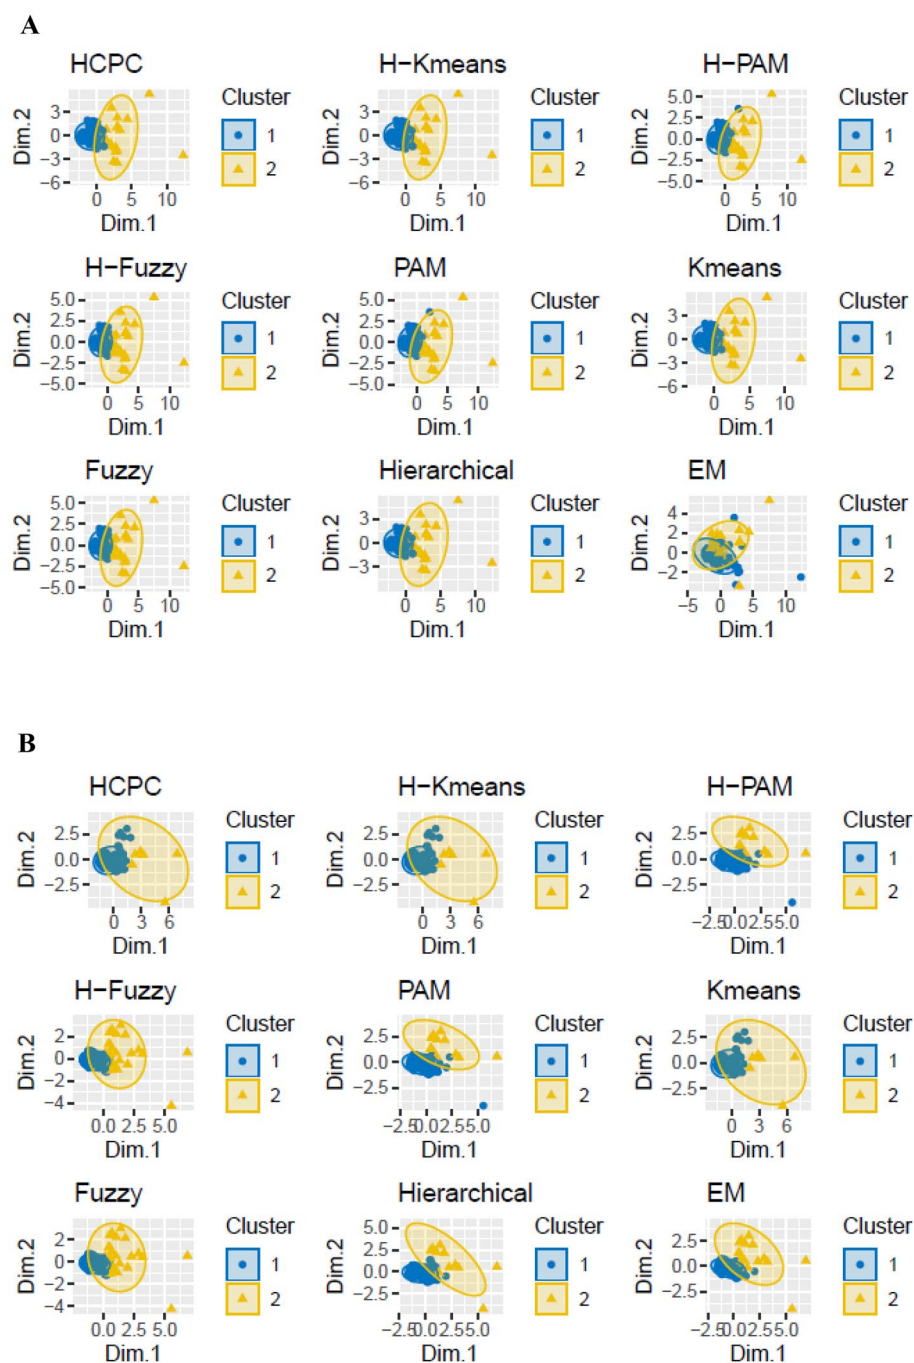 A
HCPC
H-Kmeans
H-PAM
Dim.2
3
0
-3
-6
0 5 10
Dim.1
Cluster
1
2
Dim.2
3
0
-3
-6
0 5 10
Dim.1
Cluster
1
2
Dim.2
5.0
2.5
0.0
-2.5
-5.0
0 5 10
Dim.1
Cluster
1
2
H-Fuzzy
PAM
Kmeans
Dim.2
5.0
2.5
0.0
-2.5
-5.0
0 5 10
Dim.1
Cluster
1
2
Dim.2
5.0
2.5
0.0
-2.5
-5.0
0 5 10
Dim.1
Cluster
1
2
Dim.2
3
0
-3
-6
0 5 10
Dim.1
Cluster
1
2
Fuzzy
Hierarchical
EM
Dim.2
5.0
2.5
0.0
-2.5
-5.0
0 5 10
Dim.1
Cluster
1
2
Dim.2
3
0
-3
0 5 10
Dim.1
Cluster
1
2
Dim.2
4
2
0
-2
-5 0 5 10
Dim.1
Cluster
1
2
B
HCPC
H-Kmeans
H-PAM
Dim.2
2.5
0.0
-2.5
0 3 6
Dim.1
Cluster
1
2
Dim.2
2.5
0.0
-2.5
0 3 6
Dim.1
Cluster
1
2
Dim.2
2.5
0.0
-2.5
-2.50.02.55.0
Dim.1
Cluster
1
2
H-Fuzzy
PAM
Kmeans
Dim.2
2
0
-2
-4
0.0 2.5 5.0
Dim.1
Cluster
1
2
Dim.2
2.5
0.0
-2.5
-2.50.02.55.0
Dim.1
Cluster
1
2
Dim.2
2.5
0.0
-2.5
0 3 6
Dim.1
Cluster
1
2
Fuzzy
Hierarchical
EM
Dim.2
2
0
-2
-4
0.0 2.5 5.0
Dim.1
Cluster
1
2
Dim.2
5.0
2.5
0.0
-2.5
-2.50.02.55.0
Dim.1
Cluster
1
2
Dim.2
2.5
0.0
-2.5
-2.50.02.55.0
Dim.1
Cluster
1
2